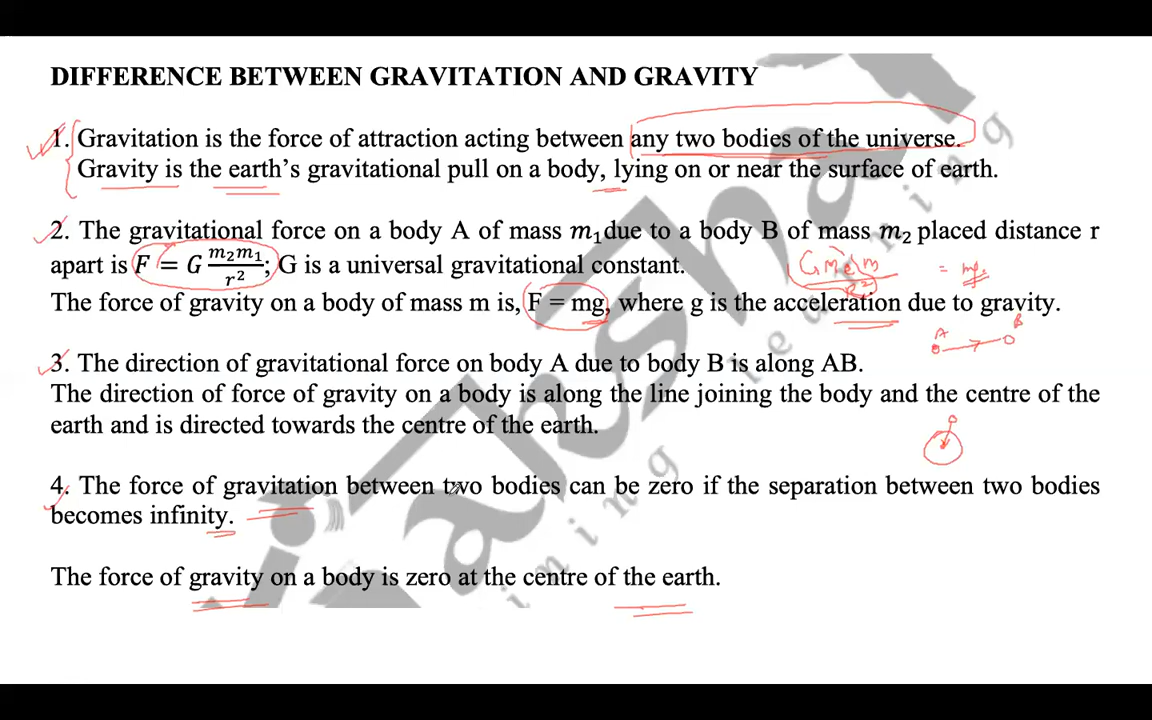 DIFFERENCE BETWEEN GRAVITATION AND GRAVITY
1. Gravitation is the force of attraction acting between any two bodies of the universe.
Gravity is the earth's gravitational pull on a body, lying on or near the surface of earth.
2. The gravitational force on a body A of mass m₁due to a body B of mass m₂ placed distance r
apart is F = G m₂m₁/r²; G is a universal gravitational constant.
= mg
The force of gravity on a body of mass m is, F = mg, where g is the acceleration due to gravity.
A B
3. The direction of gravitational force on body A due to body B is along AB.
The direction of force of gravity on a body is along the line joining the body and the centre of the
earth and is directed towards the centre of the earth.
4. The force of gravitation between two bodies can be zero if the separation between two bodies
becomes infinity.
The force of gravity on a body is zero at the centre of the earth.